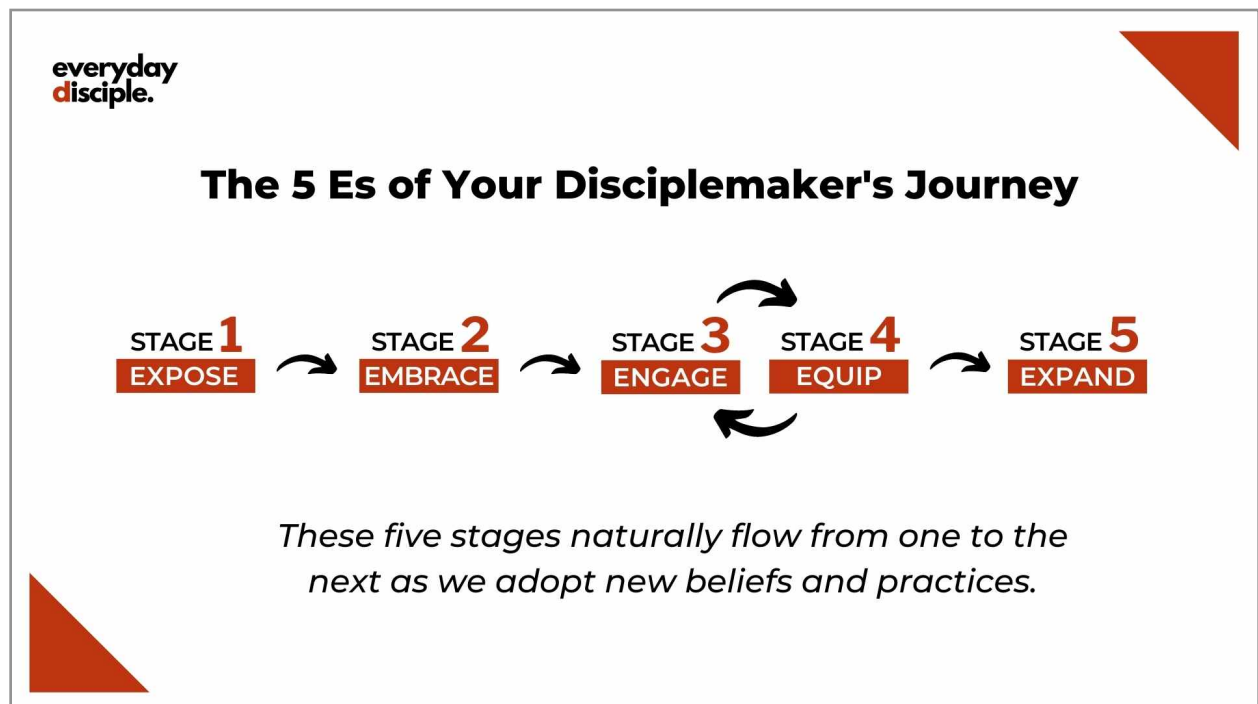 everyday
disciple.
The 5 Es of Your Disciplemaker's Journey
STAGE 1
EXPOSE
STAGE 2
EMBRACE
STAGE 3
ENGAGE
STAGE 4
EQUIP
STAGE 5
EXPAND
These five stages naturally flow from one to the
next as we adopt new beliefs and practices.